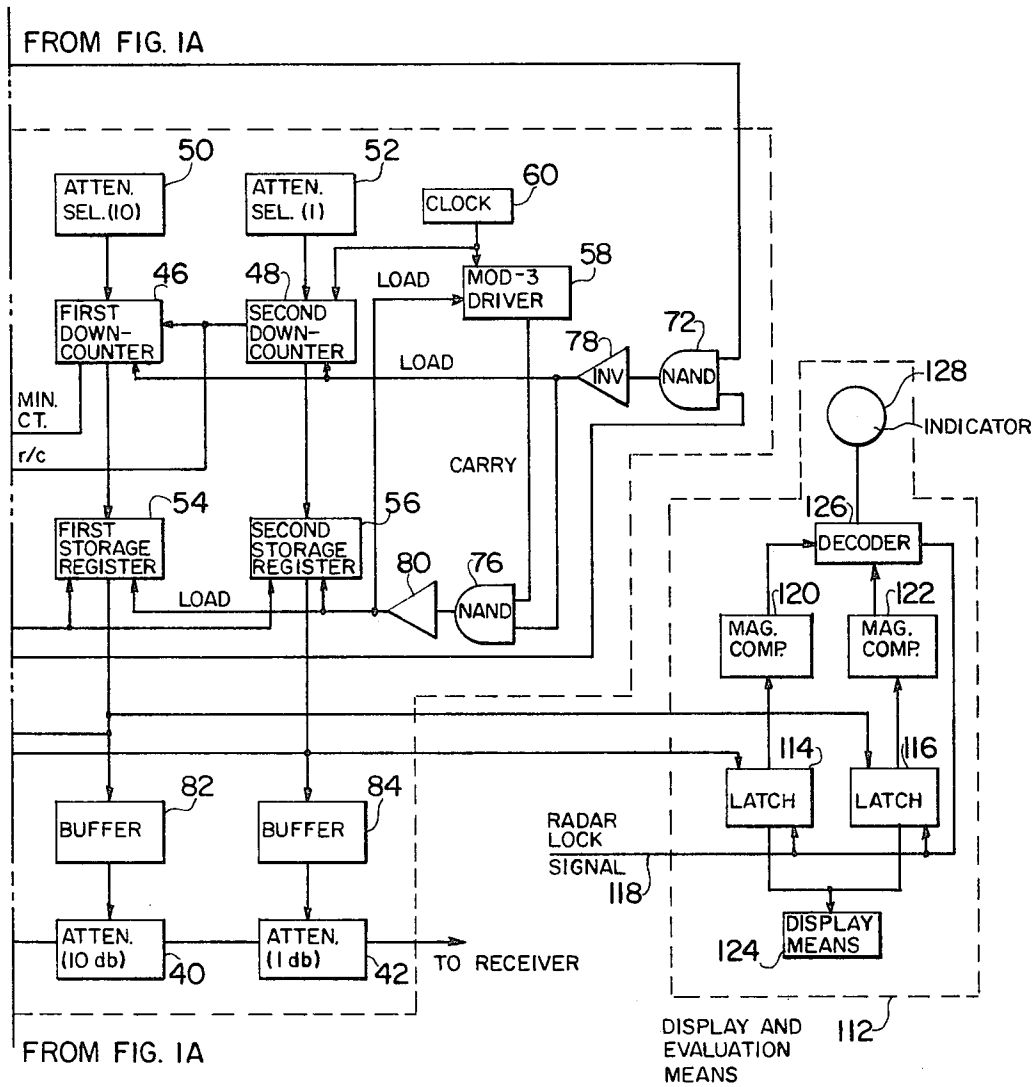 FROM FIG. 1A
50
52
60
ATTEN.
SEL.(10)
ATTEN.
SEL. (1)
CLOCK
58
46
48
LOAD
MOD-3
DRIVER
FIRST
DOWN-
COUNTER
SECOND
DOWN-
COUNTER
78
72
LOAD
INV
NAND
128
INDICATOR
MIN.
CT.
r/c
CARRY
54
56
126
FIRST
STORAGE
REGISTER
SECOND
STORAGE
REGISTER
DECODER
80
76
120
122
LOAD
NAND
MAG.
COMP.
MAG.
COMP.
114
116
82
84
LATCH
LATCH
BUFFER
BUFFER
RADAR
LOCK
SIGNAL
118
ATTEN.
(10 db)
40
ATTEN.
(1 db)
42
TO RECEIVER
DISPLAY
MEANS
124
112
DISPLAY AND
EVALUATION
MEANS
FROM FIG. 1A